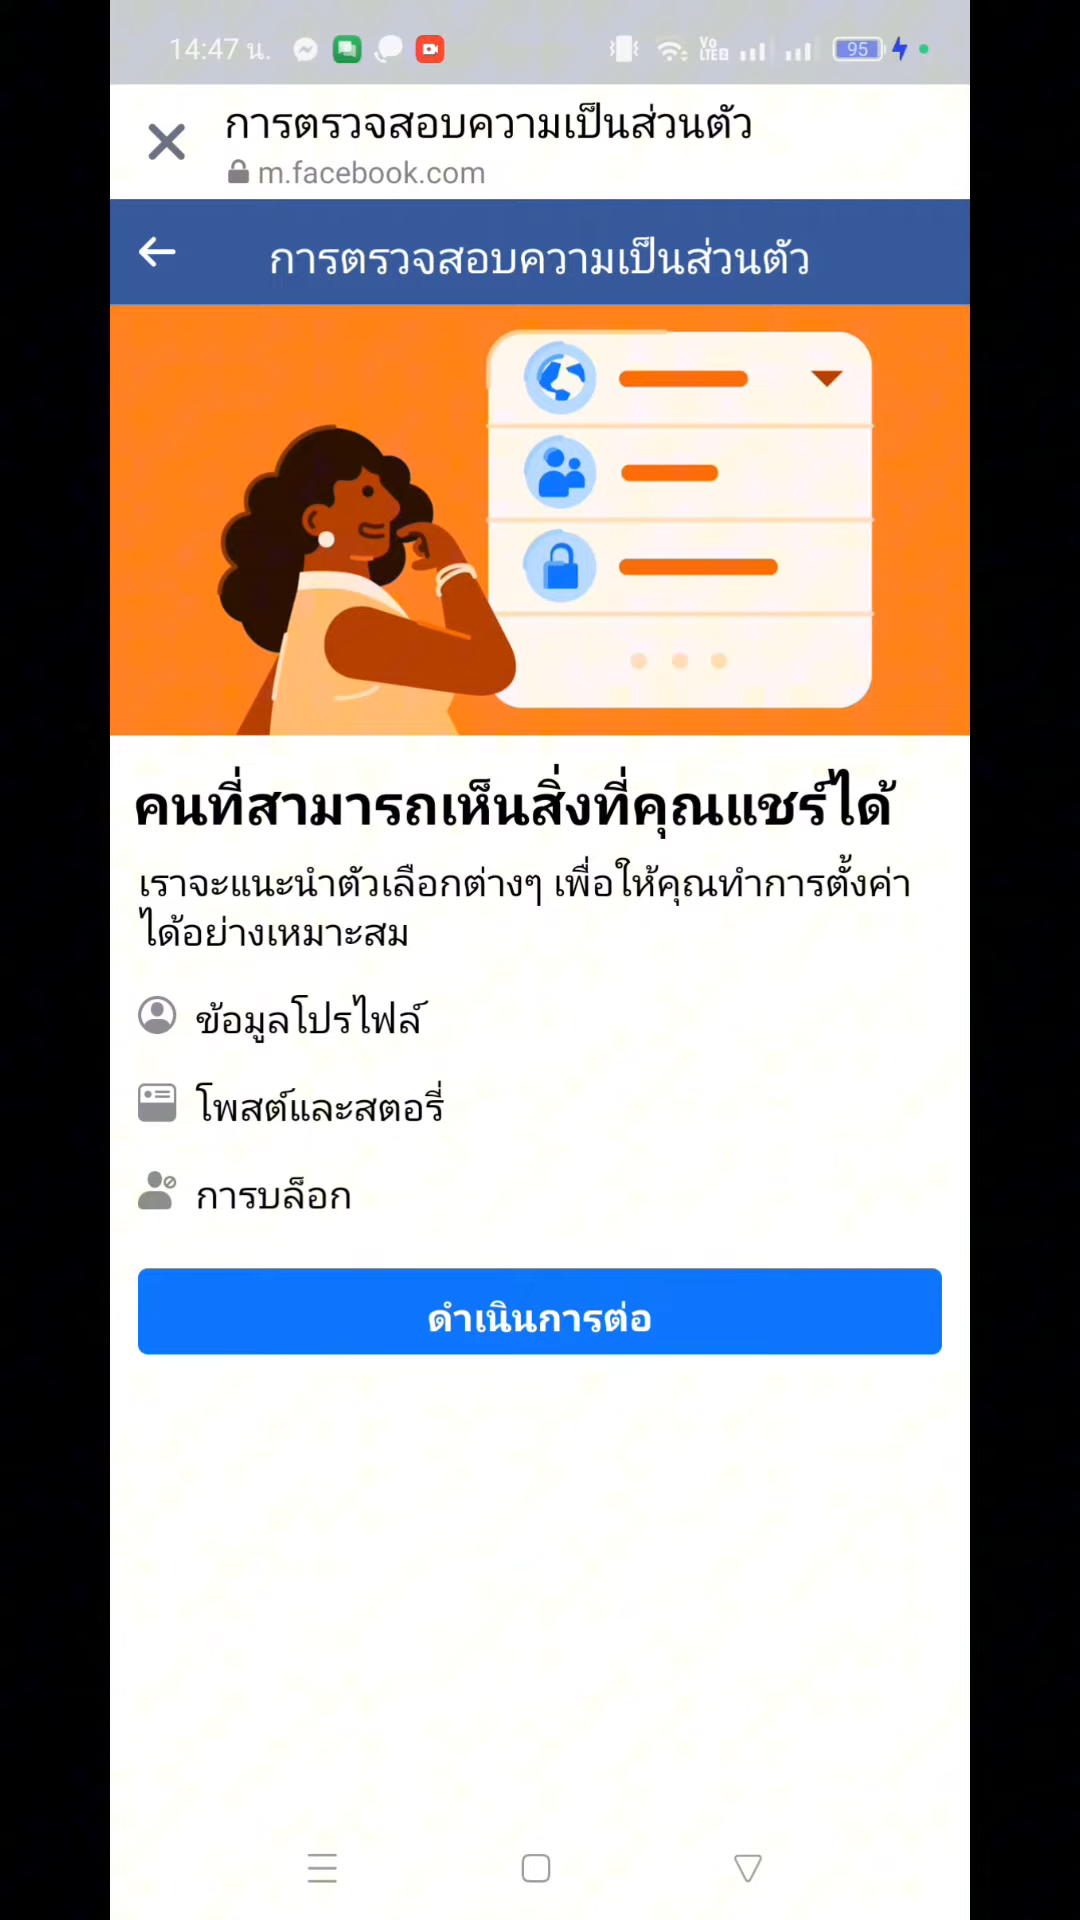 14:47 น.
Vo
LTE2
95
การตรวจสอบความเป็นส่วนตัว
m.facebook.com
การตรวจสอบความเป็นส่วนตัว
คนที่สามารถเห็นสิ่งที่คุณแชร์ได้
เราจะแนะนำตัวเลือกต่างๆ เพื่อให้คุณทำการตั้งค่า
ได้อย่างเหมาะสม
ข้อมูลโปรไฟล์
โพสต์และสตอรี่
การบล็อก
ดำเนินการต่อ